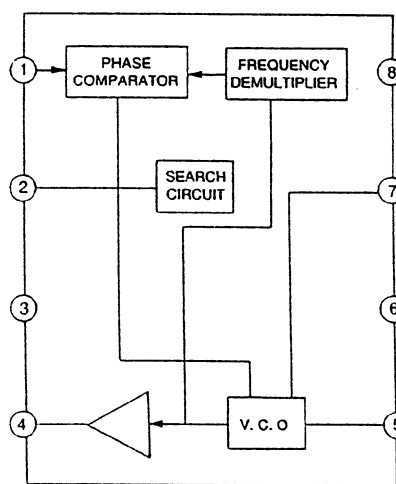 1
PHASE
COMPARATOR
FREQUENCY
DEMULTIPLIER
8
2
SEARCH
CIRCUIT
7
3
6
4
V. C. O
5